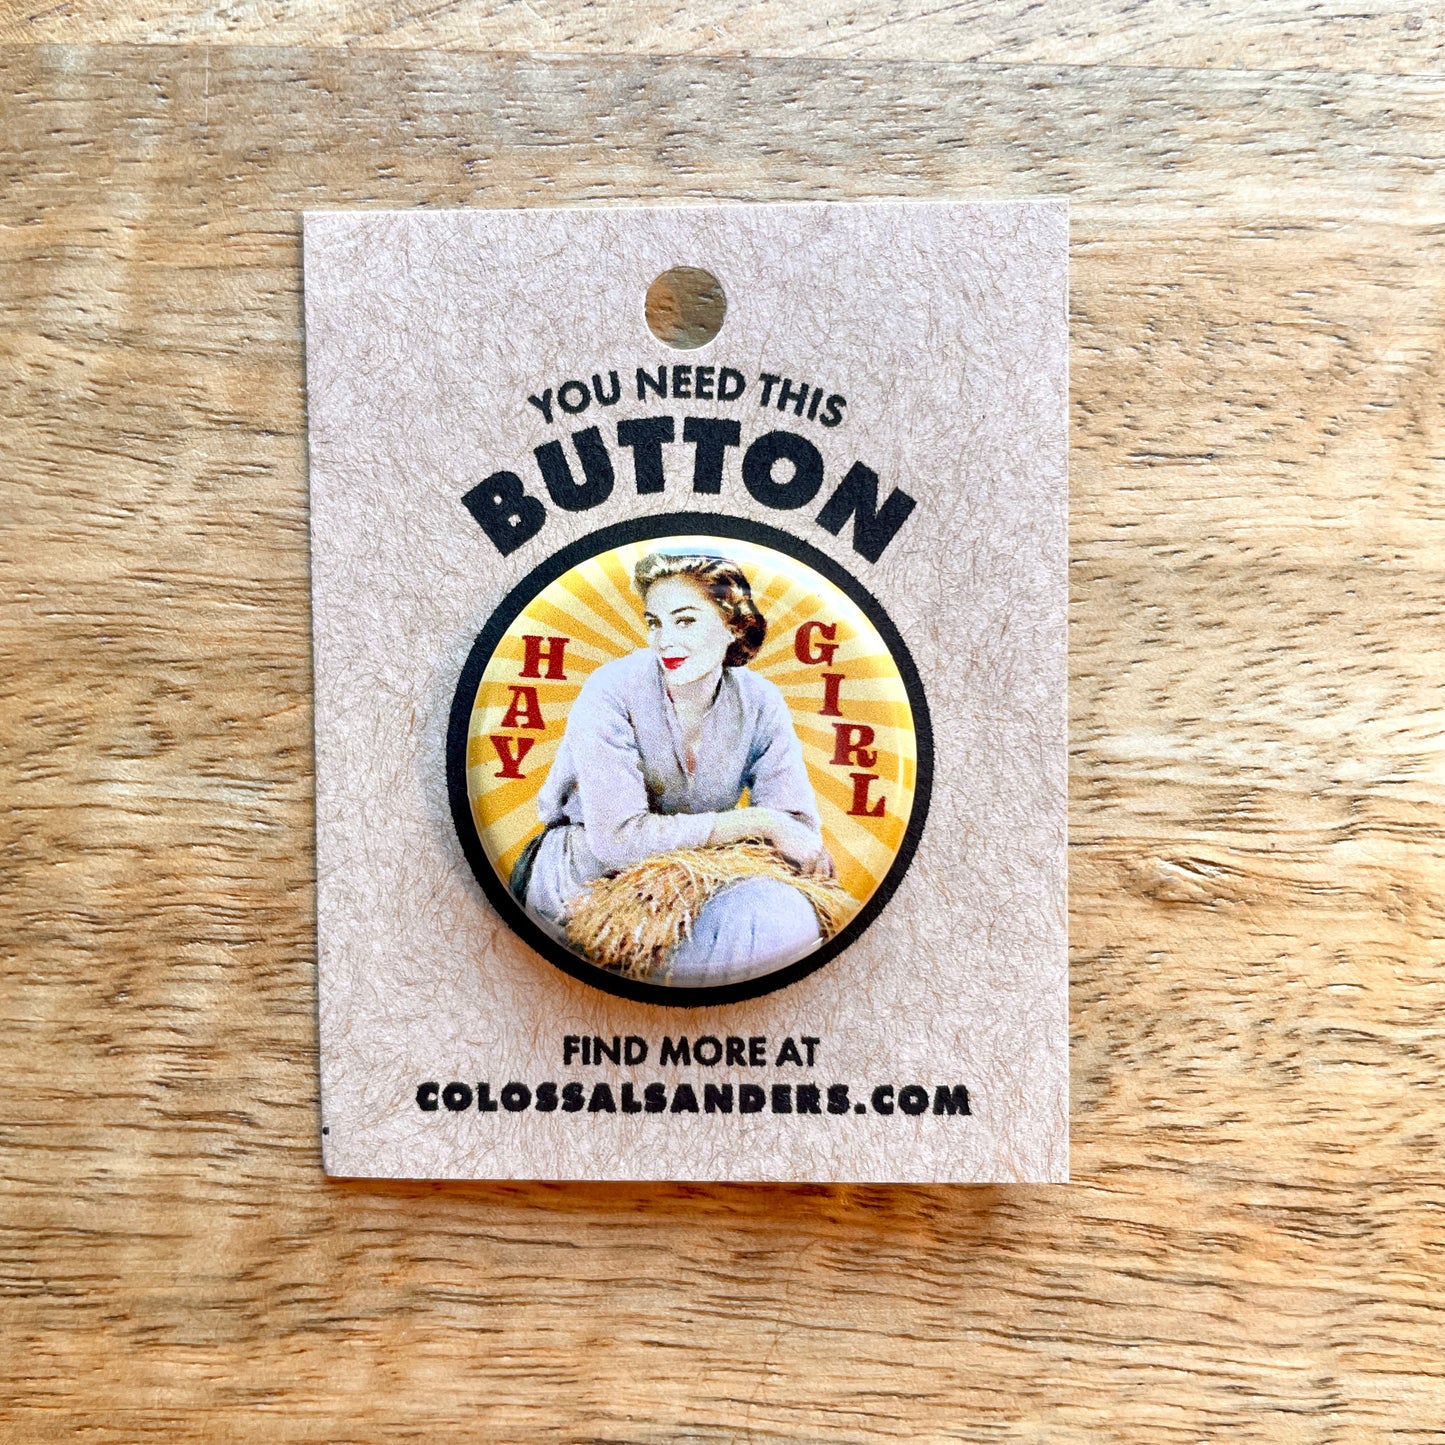 YOU NEED THIS
BUTTON
HAY
GIRL
FIND MORE AT
COLOSSALSANDERS.COM